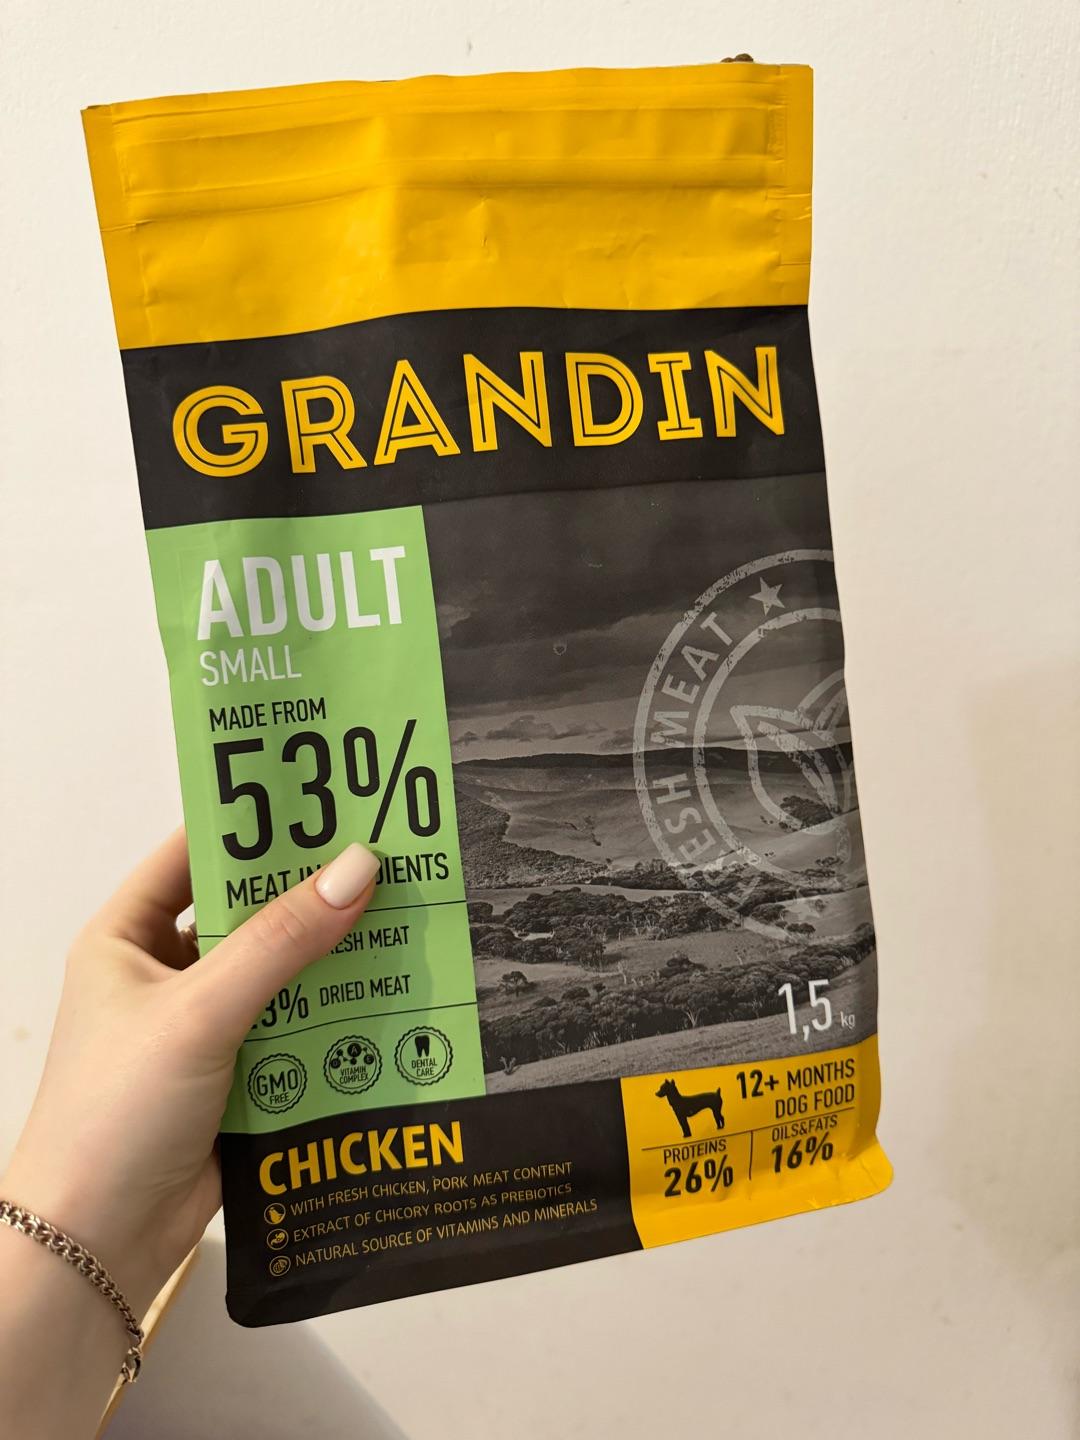 GRANDIN
ADULT
SMALL
MADE FROM
53%
MEAT
MEAT
DRIED MEAT
GMO
FREE
VITAMIN
COMPLEX
DENTAL
CARE
MEAT
1,5 kg
12+ MONTHS
DOG FOOD
PROTEINS
26%
OILS&FATS
16%
CHICKEN
WITH FRESH CHICKEN, PORK MEAT CONTENT
EXTRACT OF CHICORY ROOTS AS PREBIOTICS
NATURAL SOURCE OF VITAMINS AND MINERALS